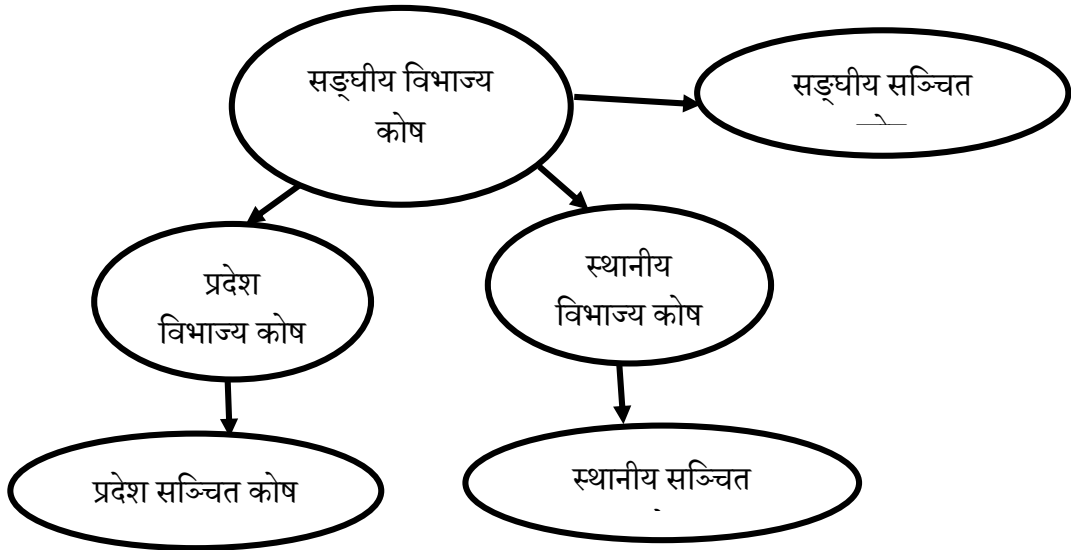 सङ्घीय विभाज्य
कोष
सङ्घीय सञ्चित
प्रदेश
विभाज्य कोष
स्थानीय
विभाज्य कोष
प्रदेश सञ्चित कोष
स्थानीय सञ्चित